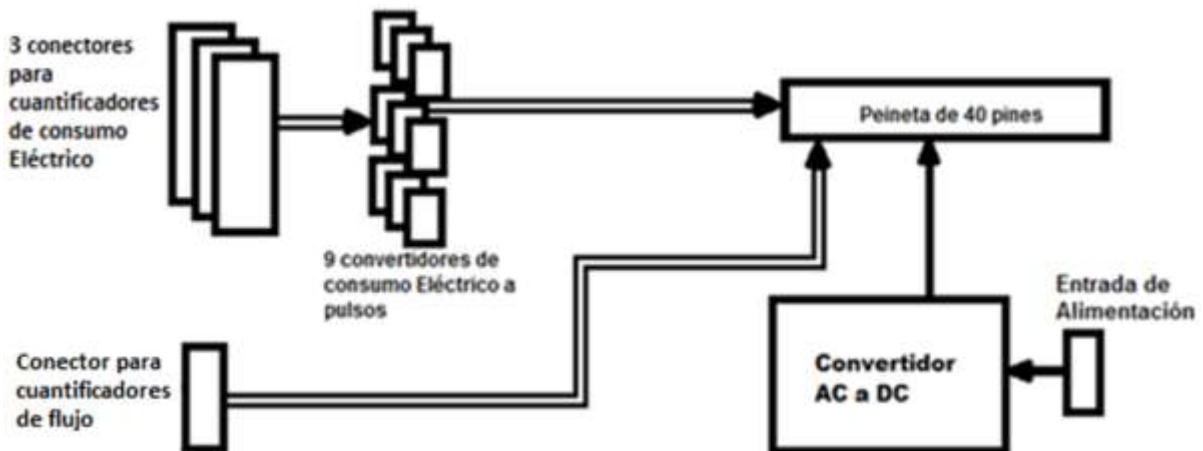 3 conectores
para
cuantificadores
de consumo
Eléctrico
Peineta de 40 pines
9 convertidores de
consumo Eléctrico a
pulsos
Entrada de
Alimentación
Conector para
cuantificadores
de flujo
Convertidor
AC a DC